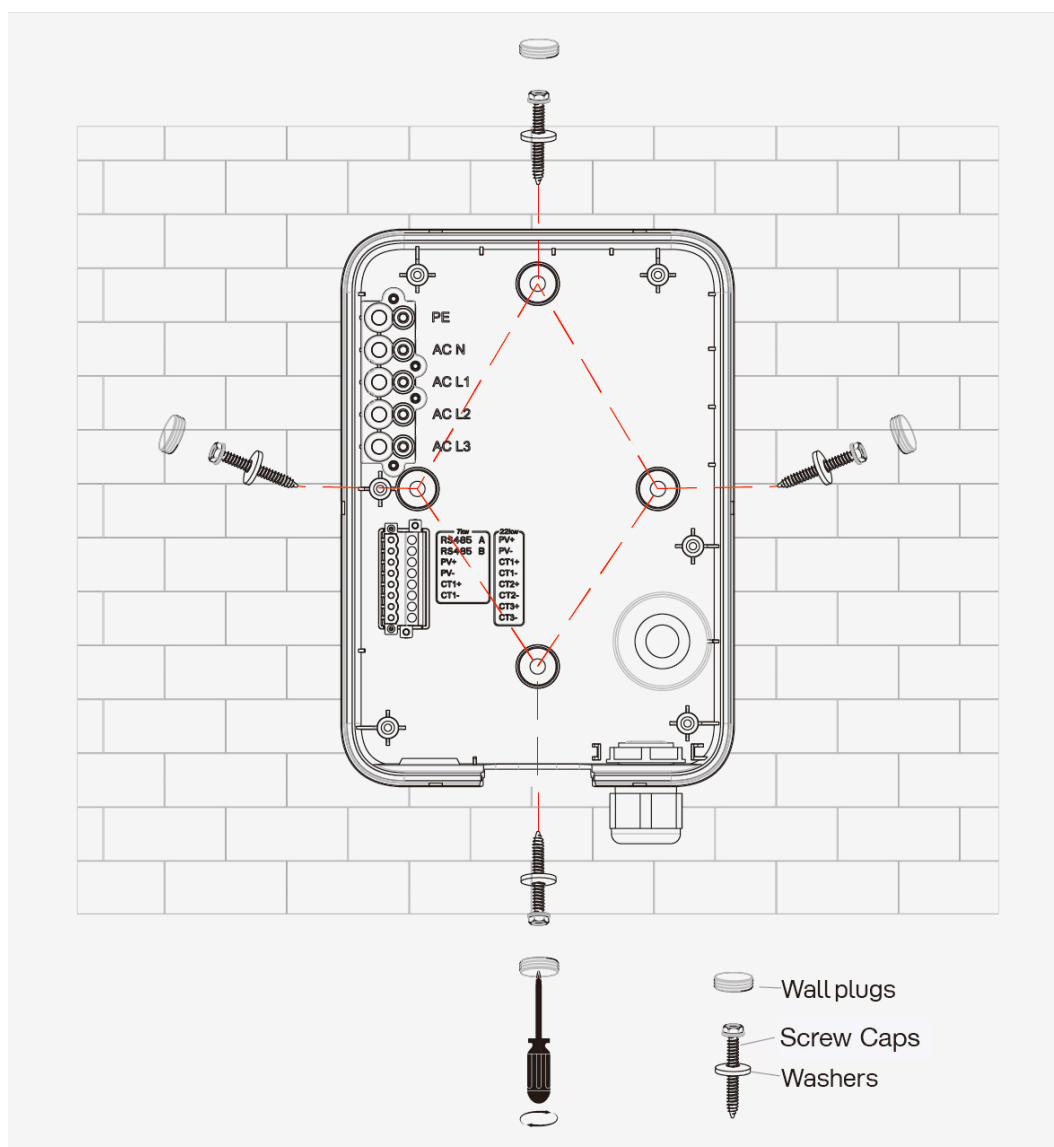 PE
AC N
AC L1
AC L2
AC L3
7kw
RS485 A
RS485 B
PV+
PV-
CT1+
CT1-
22kw
PV+
PV-
CT1+
CT1-
CT2+
CT2-
CT3+
CT3-
Wall plugs
Screw Caps
Washers